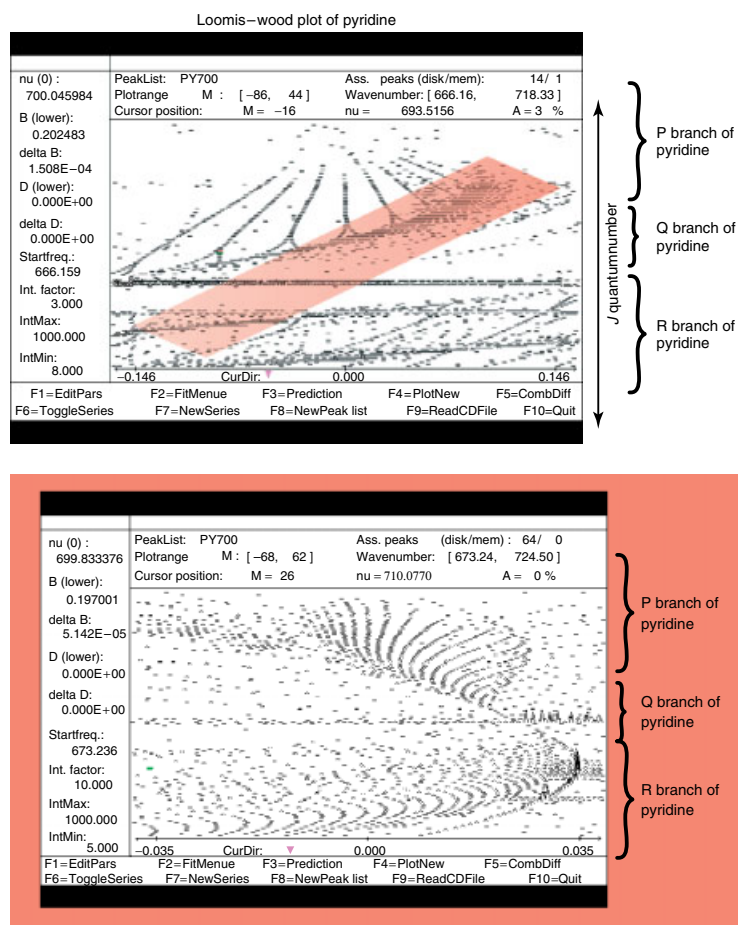 Loomis–wood plot of pyridine
nu (0) :
700.045984
B (lower):
0.202483
delta B:
1.508E−04
D (lower):
0.000E+00
delta D:
0.000E+00
Startfreq.:
666.159
Int. factor:
3.000
IntMax:
1000.000
IntMin:
8.000
PeakList: PY700 Ass. peaks (disk/mem): 14/ 1
Plotrange M : [ −86, 44 ] Wavenumber: [ 666.16, 718.33 ]
Cursor position: M = −16 nu = 693.5156 A = 3 %
−0.146 CurDir: 0.000 0.146
F1=EditPars F2=FitMenue F3=Prediction F4=PlotNew F5=CombDiff
F6=ToggleSeries F7=NewSeries F8=NewPeak list F9=ReadCDFile F10=Quit
J quantumnumber
P branch of
pyridine
Q branch of
pyridine
R branch of
pyridine
nu (0) :
699.833376
B (lower):
0.197001
delta B:
5.142E−05
D (lower):
0.000E+00
delta D:
0.000E+00
Startfreq.:
673.236
Int. factor:
10.000
IntMax:
1000.000
IntMin:
5.000
PeakList: PY700 Ass. peaks (disk/mem) : 64/ 0
Plotrange M : [ −68, 62 ] Wavenumber: [ 673.24, 724.50 ]
Cursor position: M = 26 nu = 710.0770 A = 0 %
−0.035 CurDir: 0.000 0.035
F1=EditPars F2=FitMenue F3=Prediction F4=PlotNew F5=CombDiff
F6=ToggleSeries F7=NewSeries F8=NewPeak list F9=ReadCDFile F10=Quit
P branch of
pyridine
Q branch of
pyridine
R branch of
pyridine